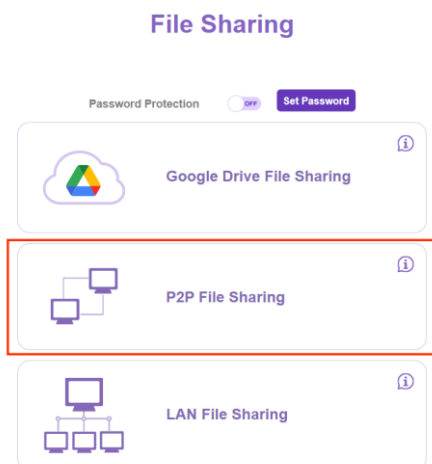 File Sharing
Password Protection OFF Set Password
Google Drive File Sharing
P2P File Sharing
LAN File Sharing